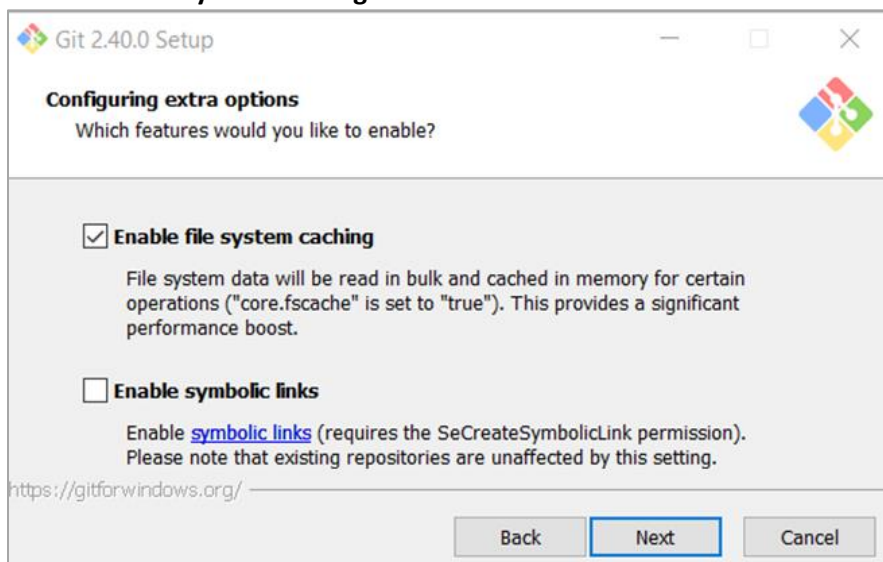 Git 2.40.0 Setup
Configuring extra options
Which features would you like to enable?
Enable file system caching
File system data will be read in bulk and cached in memory for certain
operations ("core.fscache" is set to "true"). This provides a significant
performance boost.
Enable symbolic links
Enable symbolic links (requires the SeCreateSymbolicLink permission).
Please note that existing repositories are unaffected by this setting.
https://gitforwindows.org/
Back Next Cancel